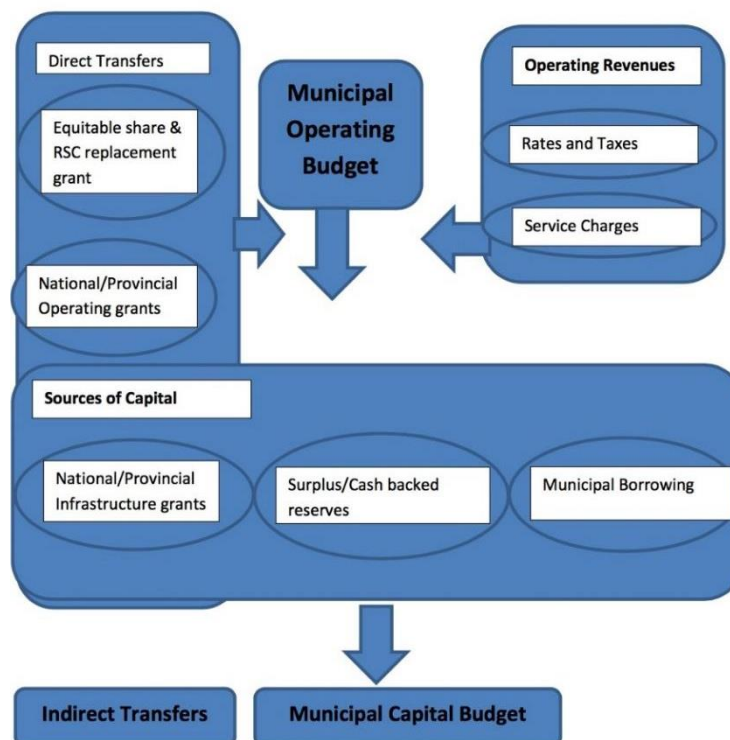 Direct Transfers
Equitable share &
RSC replacement
grant
National/Provincial
Operating grants
Municipal
Operating
Budget
Operating Revenues
Rates and Taxes
Service Charges
Sources of Capital
National/Provincial
Infrastructure grants
Surplus/Cash backed
reserves
Municipal Borrowing
Indirect Transfers
Municipal Capital Budget